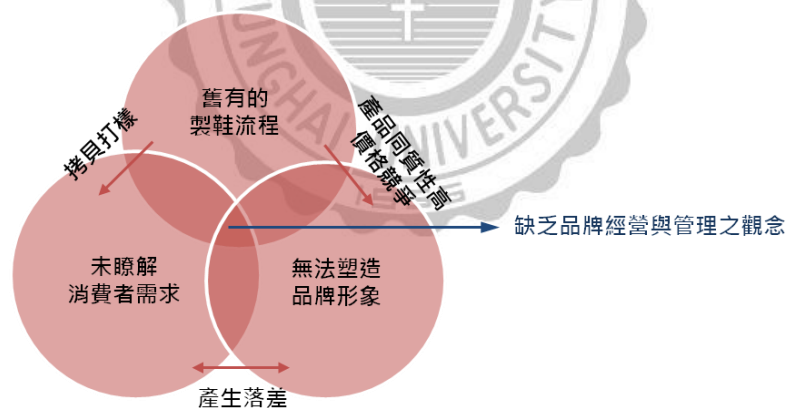 舊有的
製鞋流程
拷貝打樣
產品同質性高
價格競爭
缺乏品牌經營與管理之觀念
未瞭解
消費者需求
無法塑造
品牌形象
產生落差
UNGHAI UNIVERSITY